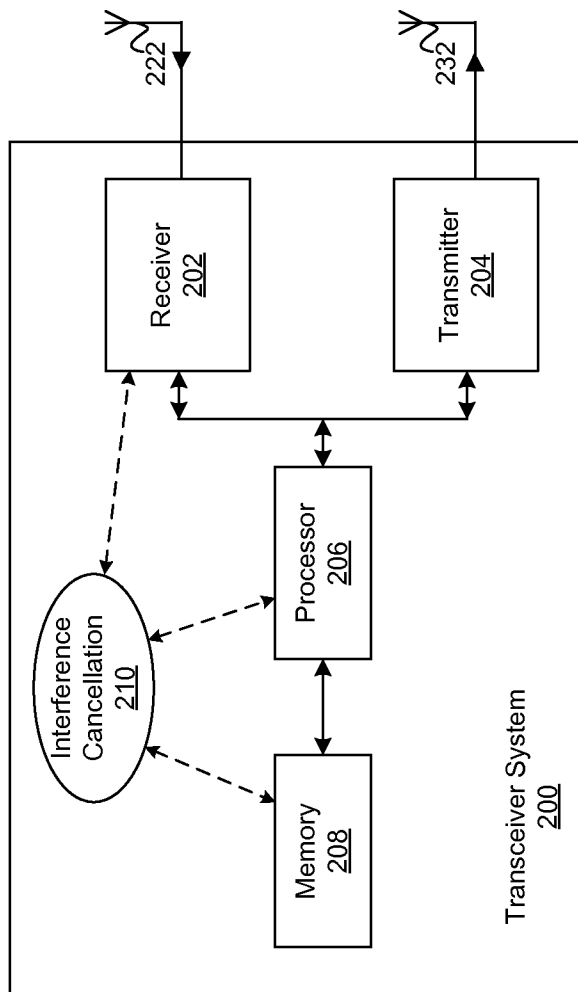 222
232
Receiver
202
Transmitter
204
Interference
Cancellation
210
Processor
206
Memory
208
Transceiver System
200